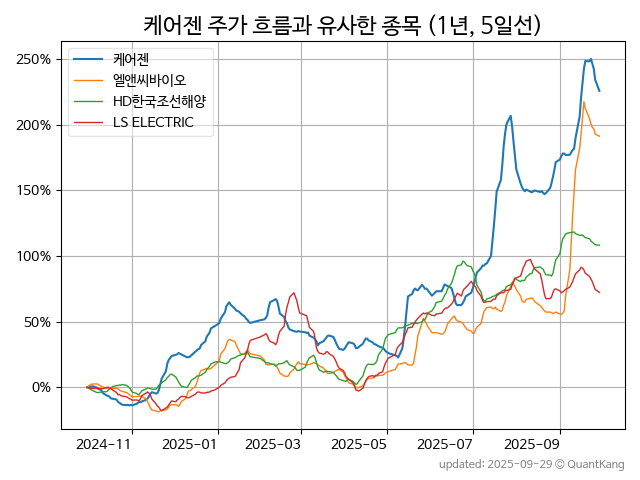 케어젠 주가 흐름과 유사한 종목 (1년, 5일선)
250%
200%
150%
100%
50%
0%
케어젠
엘앤씨바이오
HD한국조선해양
LS ELECTRIC
2024-11 2025-01 2025-03 2025-05 2025-07 2025-09
updated: 2025-09-29 © QuantKang